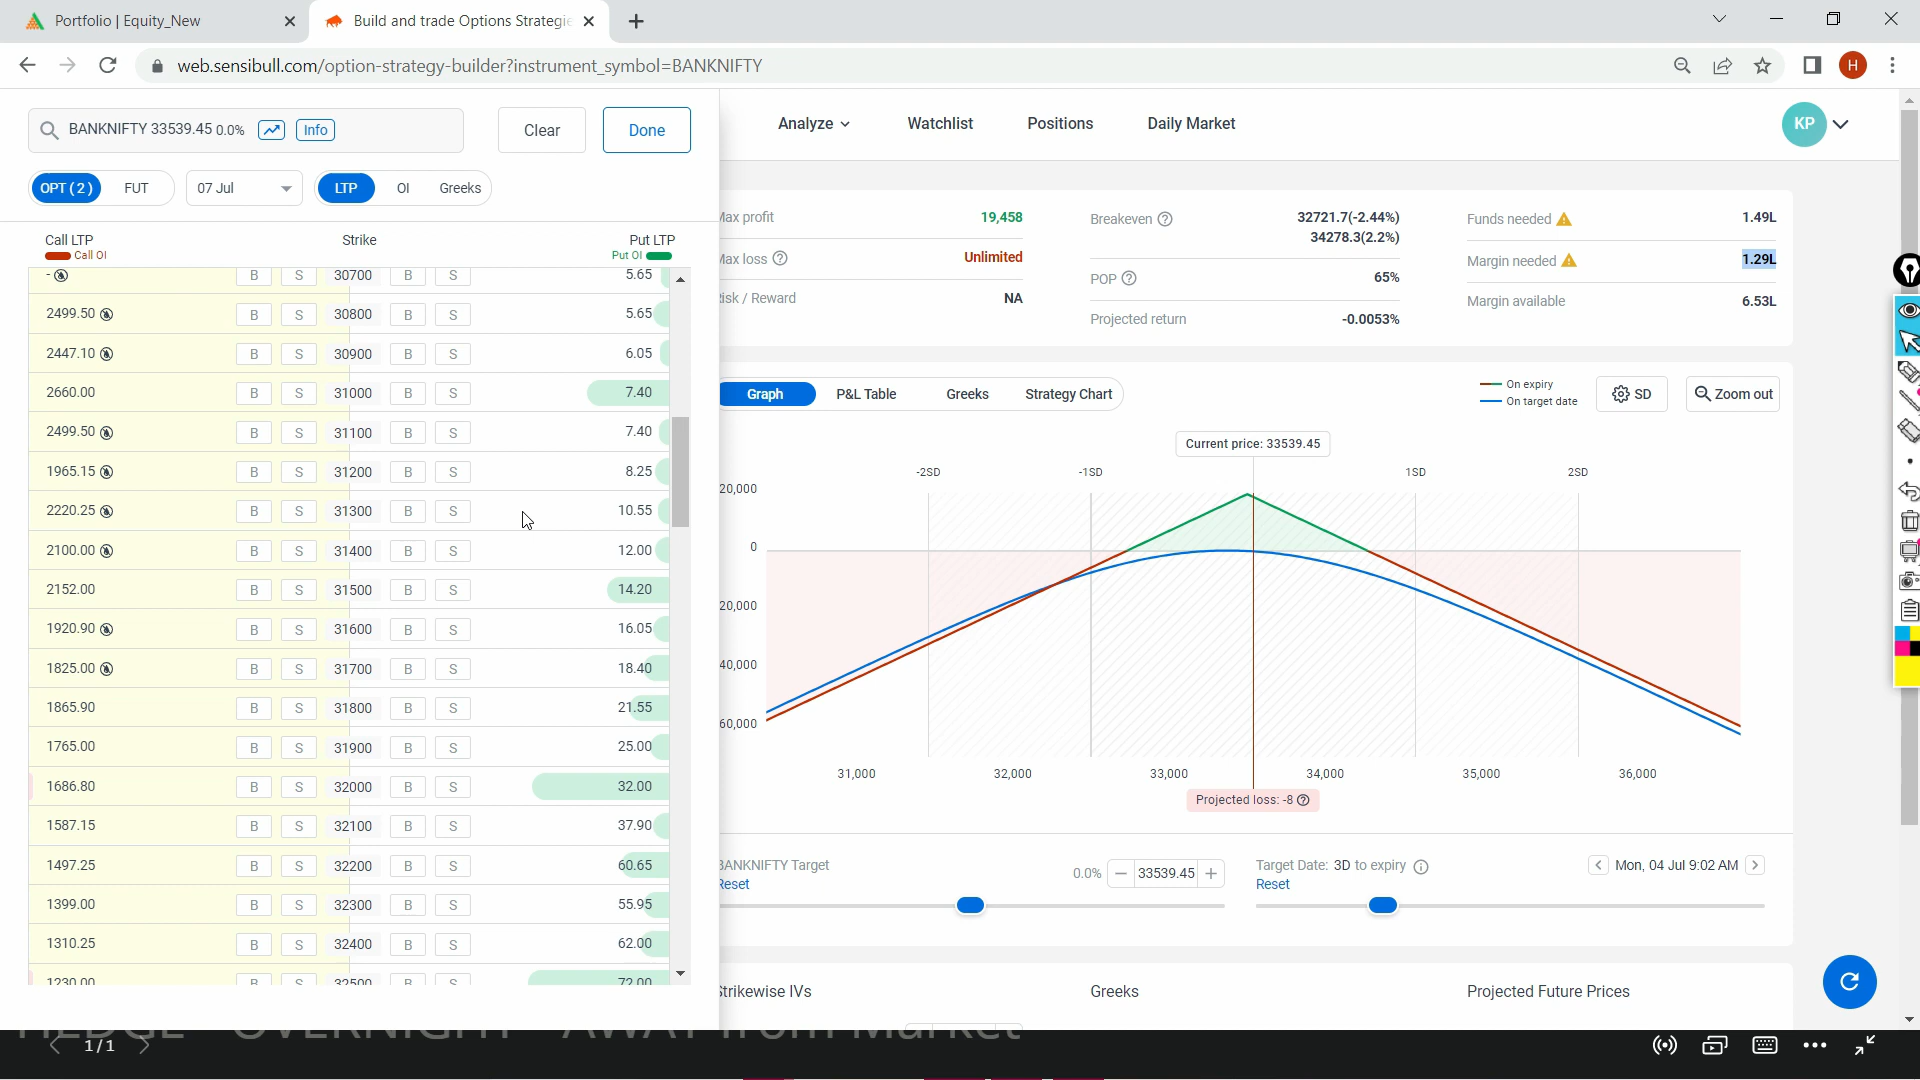 Portfolio | Equity_New
Build and trade Options Strategie
web.sensibull.com/option-strategy-builder?instrument_symbol=BANKNIFTY
H
BANKNIFTY 33539.45 0.0%
Info
Clear
Done
Analyze
Watchlist
Positions
Daily Market
KP
OPT ( 2 )
FUT
07 Jul
LTP
OI
Greeks
Call LTP
Call OI
Strike
Put LTP
Put OI
- B S 30700 B S 5.65
2499.50 B S 30800 B S 5.65
2447.10 B S 30900 B S 6.05
2660.00 B S 31000 B S 7.40
2499.50 B S 31100 B S 7.40
1965.15 B S 31200 B S 8.25
2220.25 B S 31300 B S 10.55
2100.00 B S 31400 B S 12.00
2152.00 B S 31500 B S 14.20
1920.90 B S 31600 B S 16.05
1825.00 B S 31700 B S 18.40
1865.90 B S 31800 B S 21.55
1765.00 B S 31900 B S 25.00
1686.80 B S 32000 B S 32.00
1587.15 B S 32100 B S 37.90
1497.25 B S 32200 B S 60.65
1399.00 B S 32300 B S 55.95
1310.25 B S 32400 B S 62.00
1230.00 B S 32500 B S 72.00
Max profit 19,458
Max loss Unlimited
Risk / Reward NA
Breakeven 32721.7(-2.44%)
34278.3(2.2%)
POP 65%
Projected return -0.0053%
Funds needed 1.49L
Margin needed 1.29L
Margin available 6.53L
Graph
P&L Table
Greeks
Strategy Chart
On expiry
On target date
SD
Zoom out
Current price: 33539.45
-2SD
-1SD
1SD
2SD
20,000
0
20,000
40,000
60,000
31,000
32,000
33,000
34,000
35,000
36,000
Projected loss: -8
BANKNIFTY Target
Reset
0.0% − 33539.45 +
Target Date: 3D to expiry
Reset
Mon, 04 Jul 9:02 AM
Strikewise IVs
Greeks
Projected Future Prices
HEDGE - OVERNIGHT - AWAY from Market
1/1